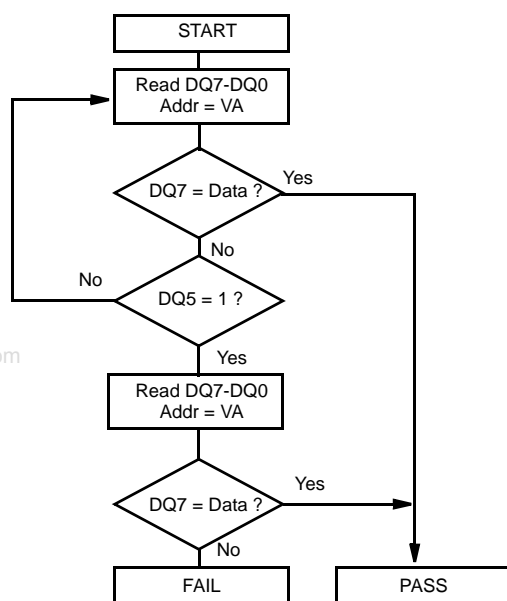 START
Read DQ7-DQ0
Addr = VA
DQ7 = Data ?
Yes
No
No
DQ5 = 1 ?
om
Yes
Read DQ7-DQ0
Addr = VA
DQ7 = Data ?
Yes
No
FAIL
PASS